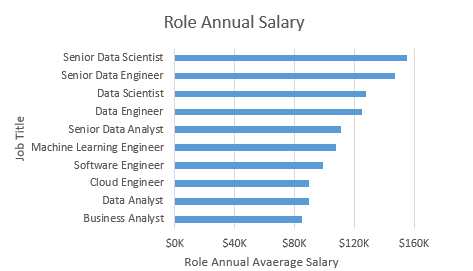 Role Annual Salary
Senior Data Scientist
Senior Data Engineer
Data Scientist
Data Engineer
Senior Data Analyst
Machine Learning Engineer
Software Engineer
Cloud Engineer
Data Analyst
Business Analyst
Job Title
$0K $40K $80K $120K $160K
Role Annual Avaerage Salary